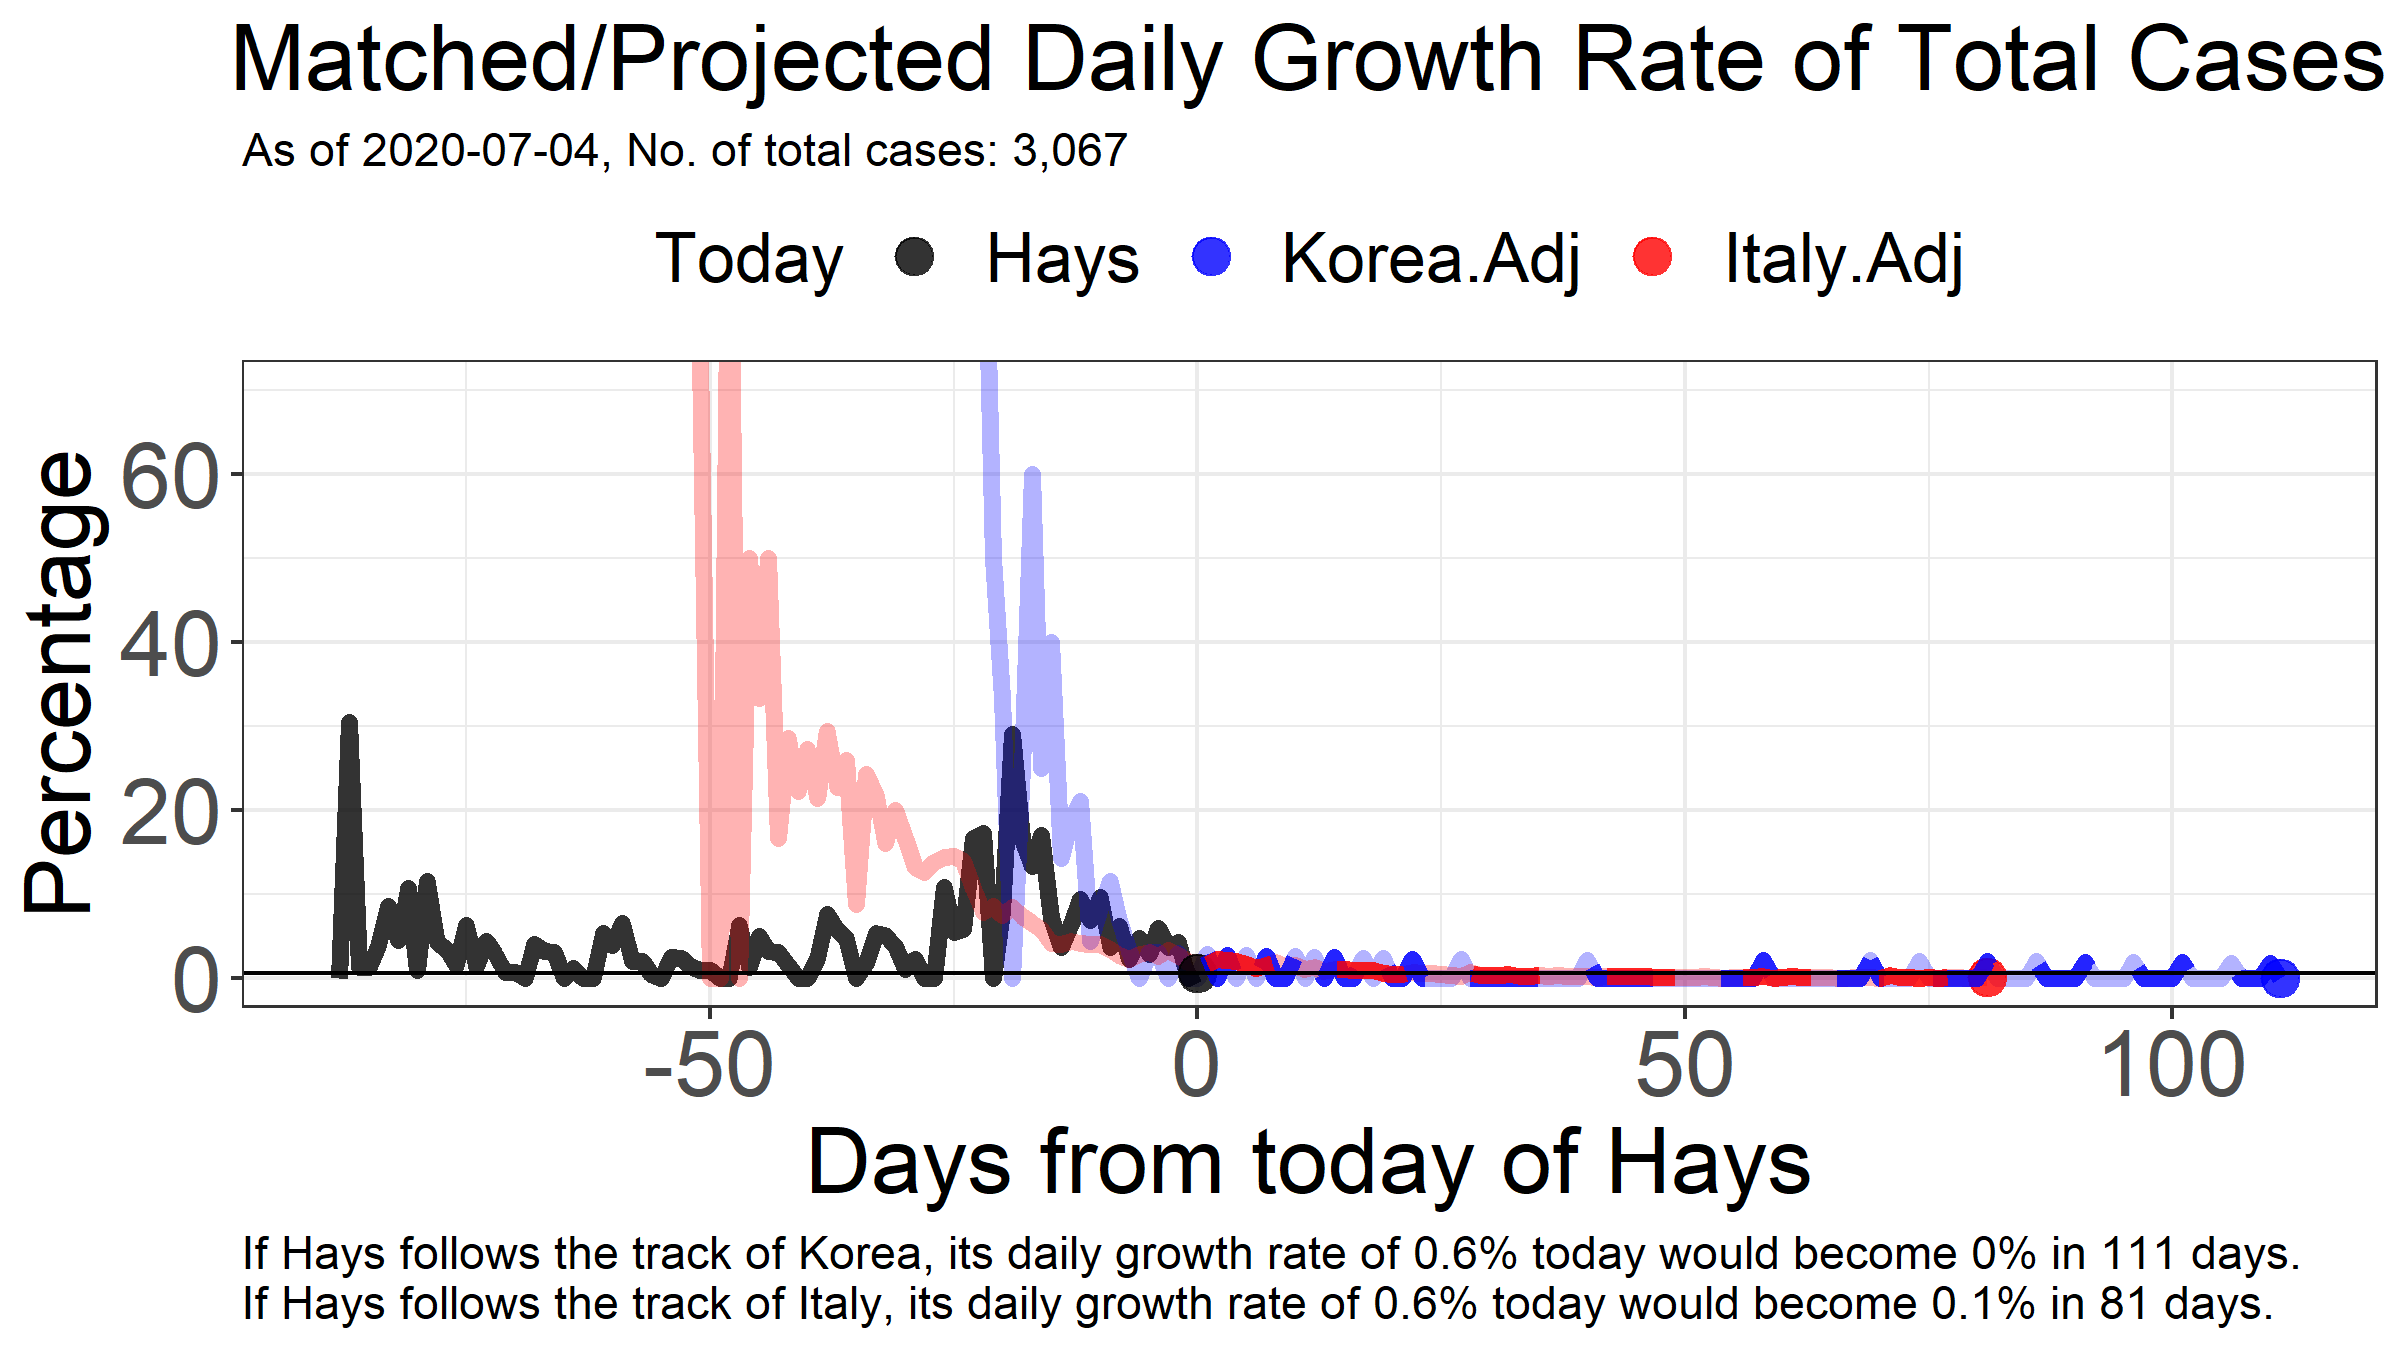 Matched/Projected Daily Growth Rate of Total Cases
As of 2020-07-04, No. of total cases: 3,067
Today Hays Korea.Adj Italy.Adj
Percentage
60
40
20
0
-50 0 50 100
Days from today of Hays
If Hays follows the track of Korea, its daily growth rate of 0.6% today would become 0% in 111 days.
If Hays follows the track of Italy, its daily growth rate of 0.6% today would become 0.1% in 81 days.